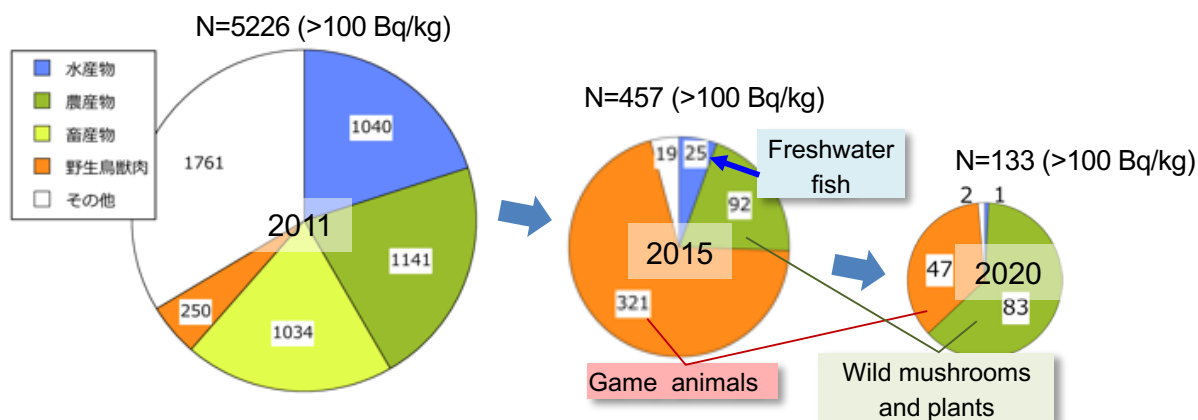 N=5226 (>100 Bq/kg)
水産物
農産物
畜産物
野生鳥獣肉
その他
1040
1141
1034
250
1761
2011
N=457 (>100 Bq/kg)
19
25
92
321
2015
Freshwater
fish
N=133 (>100 Bq/kg)
2
1
47
83
2020
Game animals
Wild mushrooms
and plants